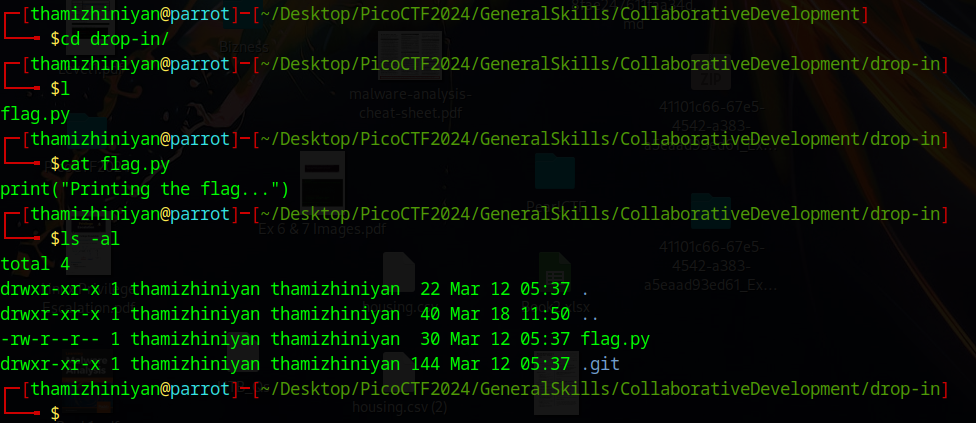 [thamizhiniyan@parrot]─[~/Desktop/PicoCTF2024/GeneralSkills/CollaborativeDevelopment]
$cd drop-in/
[thamizhiniyan@parrot]─[~/Desktop/PicoCTF2024/GeneralSkills/CollaborativeDevelopment/drop-in]
$l
malware-analysis-
cheat-sheet.pdf
41101c66-67e5-
4542-a383-
flag.py
[thamizhiniyan@parrot]─[~/Desktop/PicoCTF2024/GeneralSkills/CollaborativeDevelopment/drop-in]
$cat flag.py
print("Printing the flag...")
[thamizhiniyan@parrot]─[~/Desktop/PicoCTF2024/GeneralSkills/CollaborativeDevelopment/drop-in]
Ex 6 & 7 Images.pdf
$ls -al
41101c66-67e5-
4542-a383-
a5eaad93ed61_Ex...
total 4
drwxr-xr-x 1 thamizhiniyan thamizhiniyan  22 Mar 12 05:37 .
drwxr-xr-x 1 thamizhiniyan thamizhiniyan  40 Mar 18 11:50 ..
-rw-r--r-- 1 thamizhiniyan thamizhiniyan  30 Mar 12 05:37 flag.py
drwxr-xr-x 1 thamizhiniyan thamizhiniyan 144 Mar 12 05:37 .git
[thamizhiniyan@parrot]─[~/Desktop/PicoCTF2024/GeneralSkills/CollaborativeDevelopment/drop-in]
$
housing.csv (2)